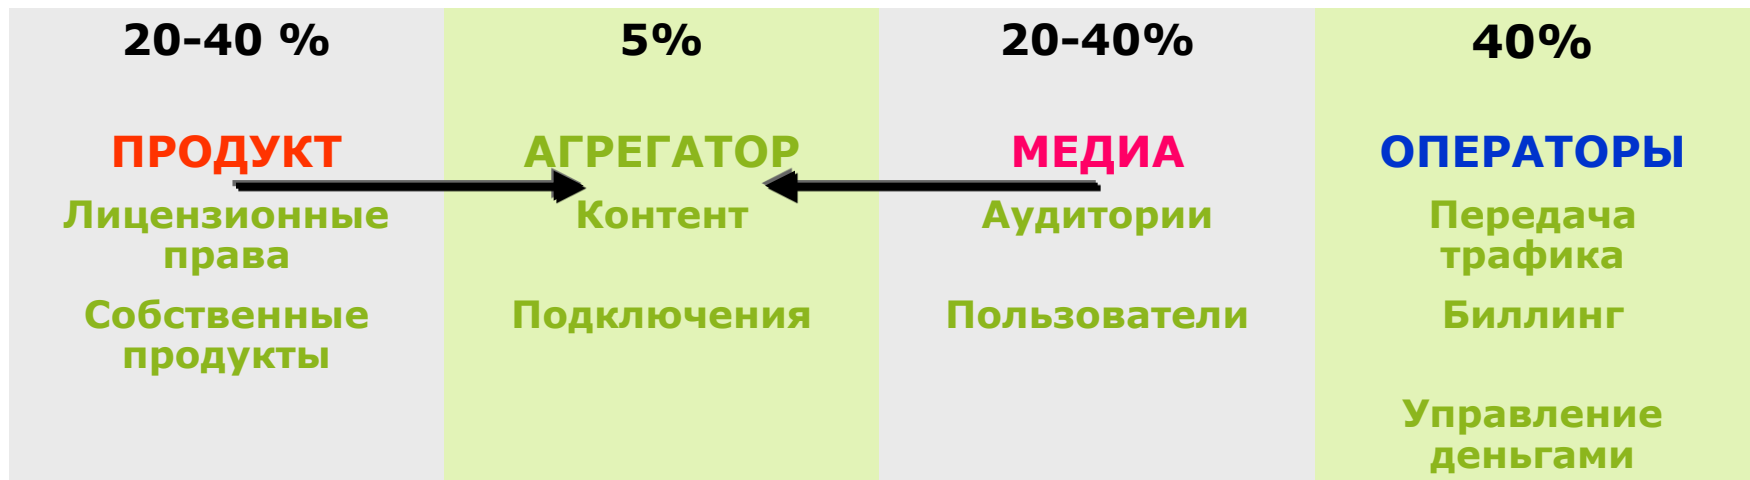 20-40 %
5%
20-40%
40%
ПРОДУКТ
АГРЕГАТОР
МЕДИА
ОПЕРАТОРЫ
Лицензионные
права
Контент
Аудитории
Передача
трафика
Собственные
продукты
Подключения
Пользователи
Биллинг
Управление
деньгами